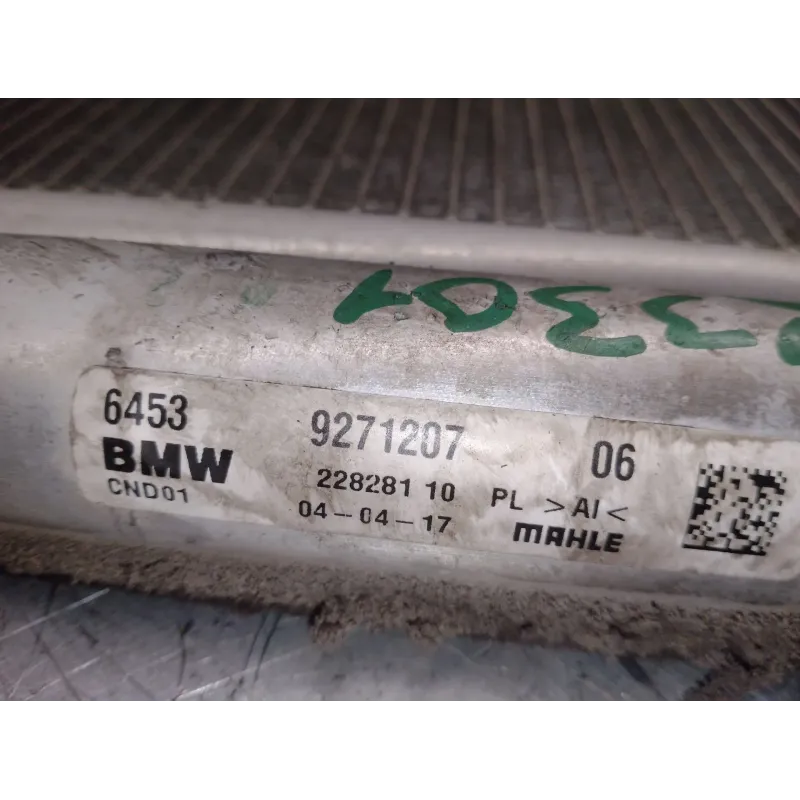 6453 9271207 06
BMW
CND01 228281 10 PL >Al<
04-04-17 MAHLE